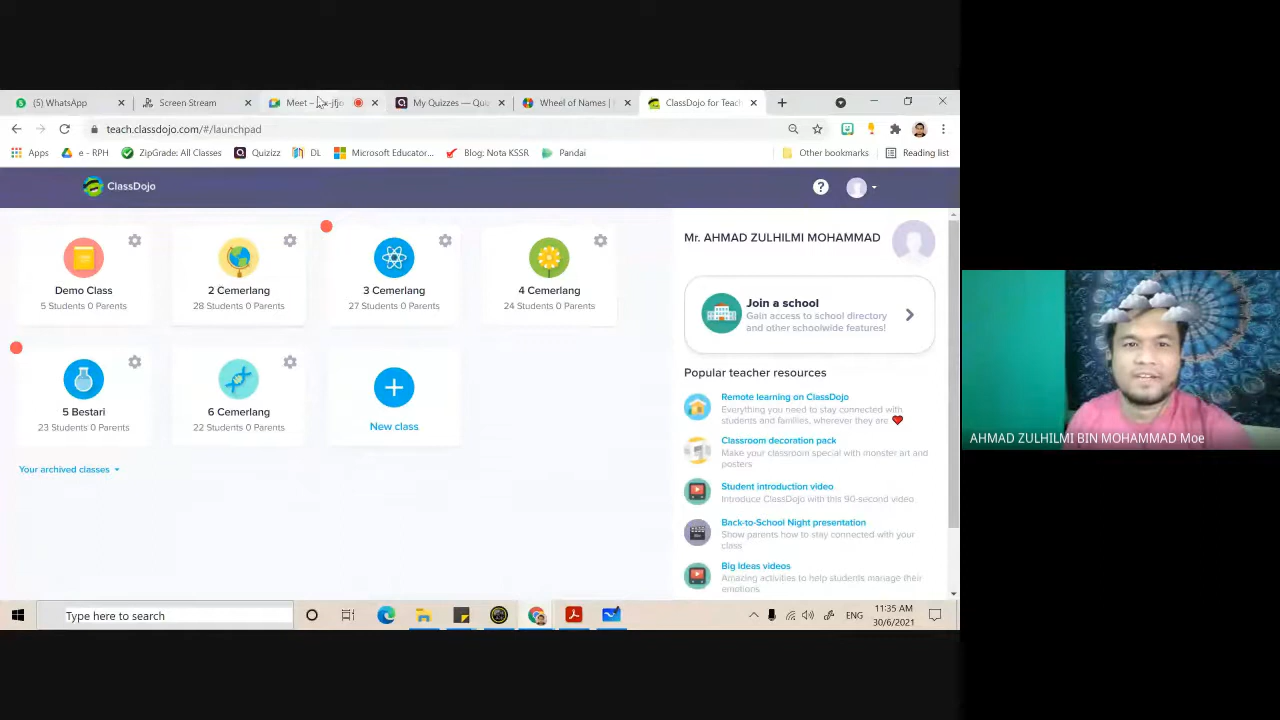 (5) WhatsApp
Screen Stream
Meet –
My Quizzes — Qui
Wheel of Names |
ClassDojo for Teach
teach.classdojo.com/#/launchpad
Apps
e - RPH
ZipGrade: All Classes
Quizizz
DL
Microsoft Educator...
Blog: Nota KSSR
Pandai
Other bookmarks
Reading list
ClassDojo
?
Demo Class
5 Students 0 Parents
2 Cemerlang
28 Students 0 Parents
3 Cemerlang
27 Students 0 Parents
4 Cemerlang
24 Students 0 Parents
5 Bestari
23 Students 0 Parents
6 Cemerlang
22 Students 0 Parents
New class
Your archived classes
Mr. AHMAD ZULHILMI MOHAMMAD
Join a school
Gain access to school directory
and other schoolwide features!
Popular teacher resources
Remote learning on ClassDojo
Everything you need to stay connected with
students and families, wherever they are
Classroom decoration pack
Make your classroom special with monster art and
posters
Student introduction video
Introduce ClassDojo with this 90-second video
Back-to-School Night presentation
Show parents how to stay connected with your
class
Big Ideas videos
Amazing activities to help students manage their
emotions
AHMAD ZULHILMI BIN MOHAMMAD Moe
Type here to search
ENG
11:35 AM
30/6/2021